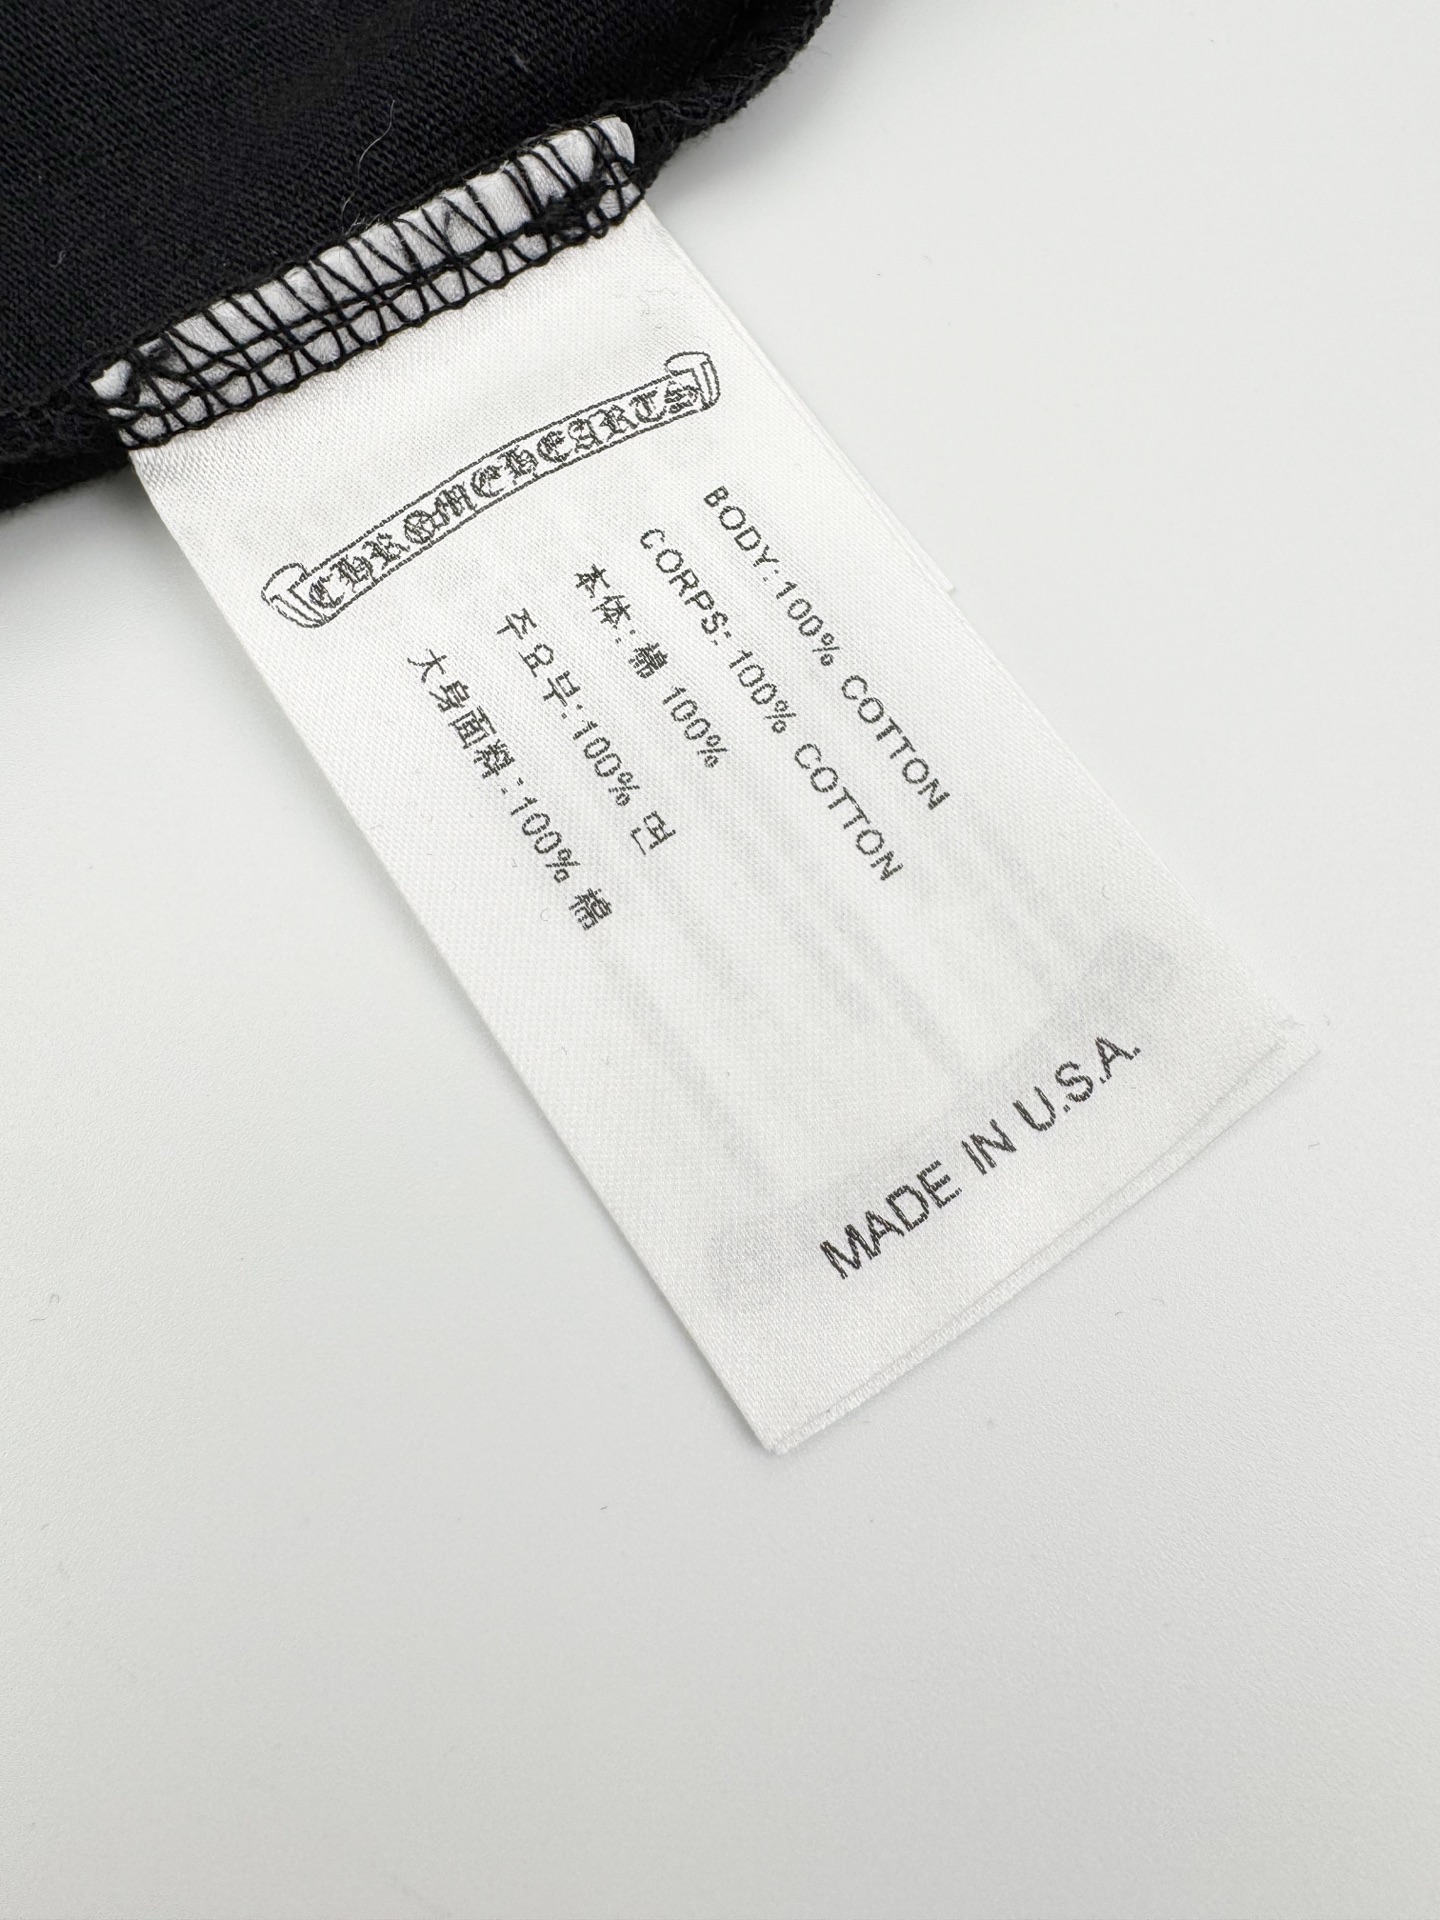 CHROME HEARTS
BODY:100% COTTON
CORPS: 100% COTTON
本体:棉 100%
주요부:100% 면
大身面料:100% 棉
MADE IN U.S.A.